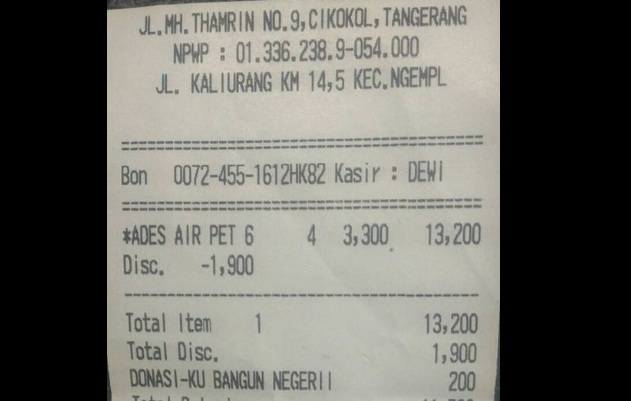 JL.MH.THAMRIN NO.9,CIKOKOL,TANGERANG
NPWP : 01.336.238.9-054.000
JL. KALIURANG KM 14,5 KEC.NGEMPL
Bon 0072-455-1612HK82 Kasir : DEWI
*ADES AIR PET 6 4 3,300 13,200
Disc. -1,900
Total Item 1 13,200
Total Disc. 1,900
DONASI-KU BANGUN NEGERII 200